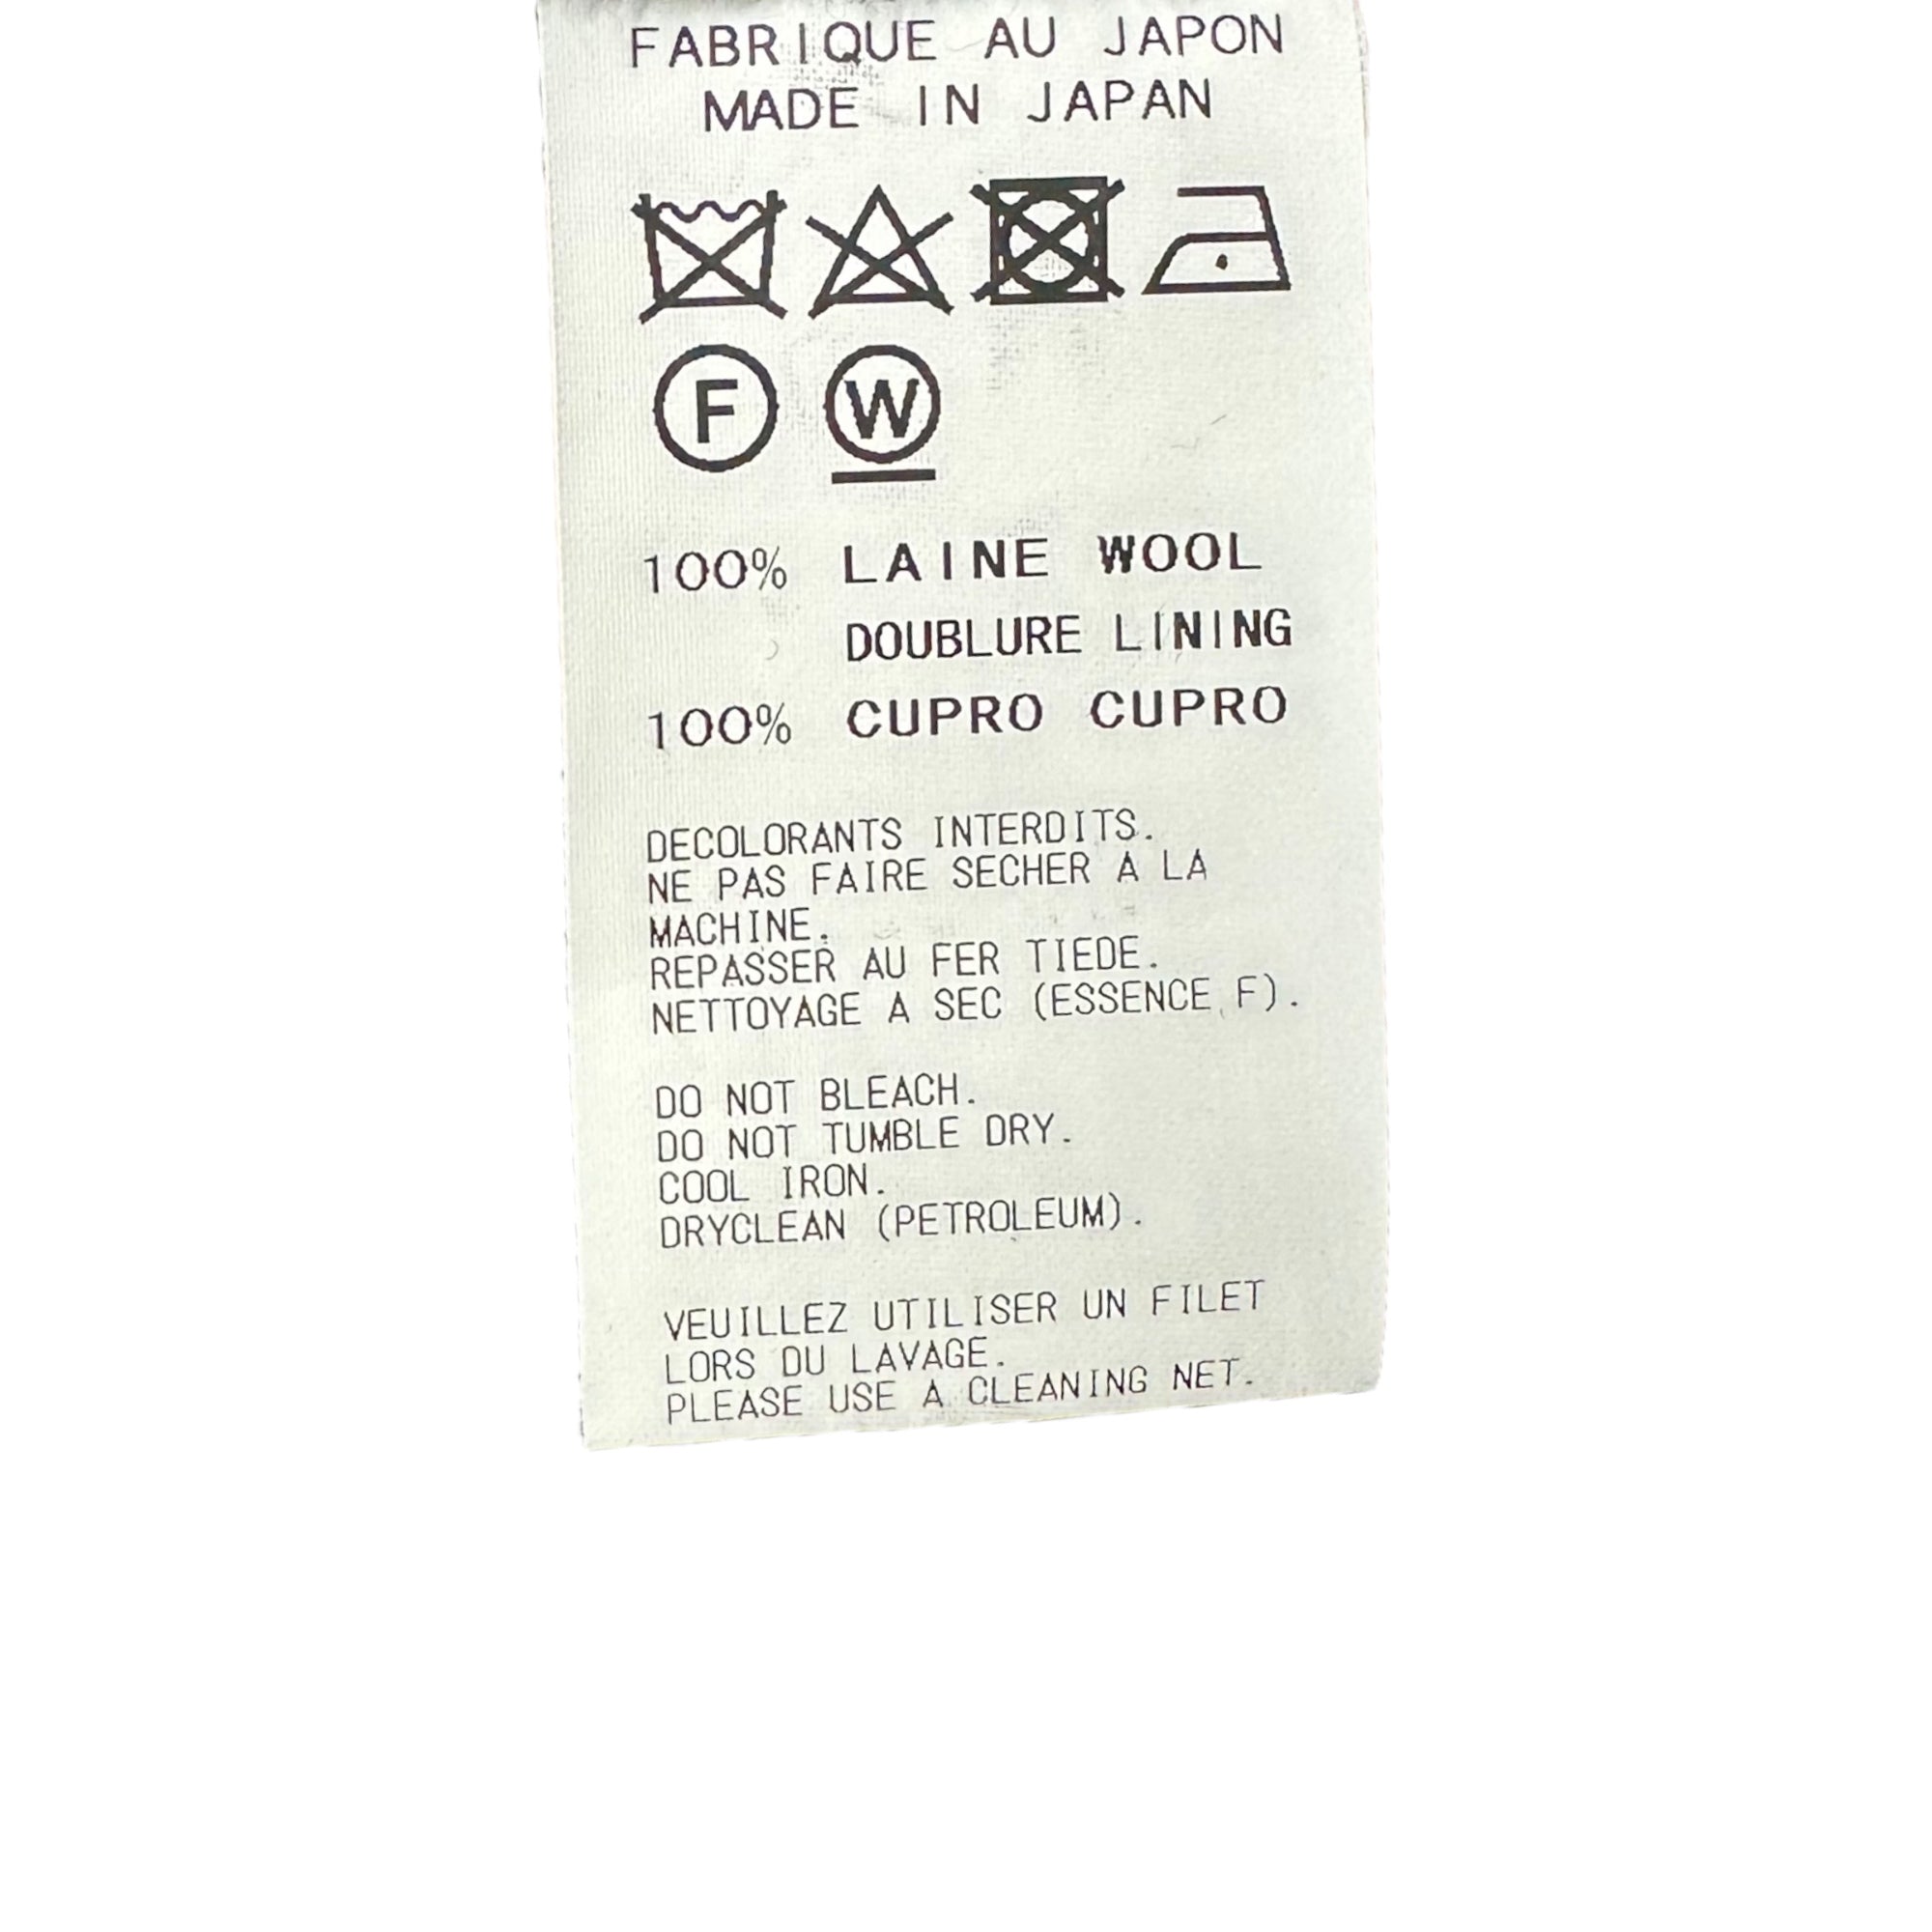 FABRIQUE AU JAPON
MADE IN JAPAN
F W
100% LAINE WOOL
DOUBLURE LINING
100% CUPRO CUPRO
DECOLORANTS INTERDITS.
NE PAS FAIRE SECHER A LA
MACHINE.
REPASSER AU FER TIEDE.
NETTOYAGE A SEC (ESSENCE F).
DO NOT BLEACH.
DO NOT TUMBLE DRY.
COOL IRON.
DRYCLEAN (PETROLEUM).
VEUILLEZ UTILISER UN FILET
LORS DU LAVAGE.
PLEASE USE A CLEANING NET.